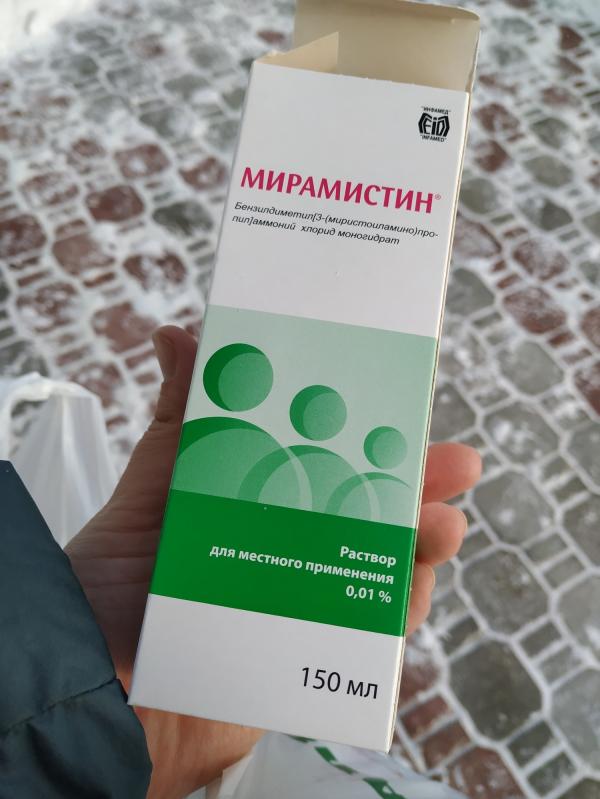 "ИНФАМЕД"
"INFAMED"
МИРАМИСТИН®
Бензилдиметил[3-(миристоиламино)про-
пил]аммоний хлорид моногидрат
Раствор
для местного применения
0,01 %
150 мл